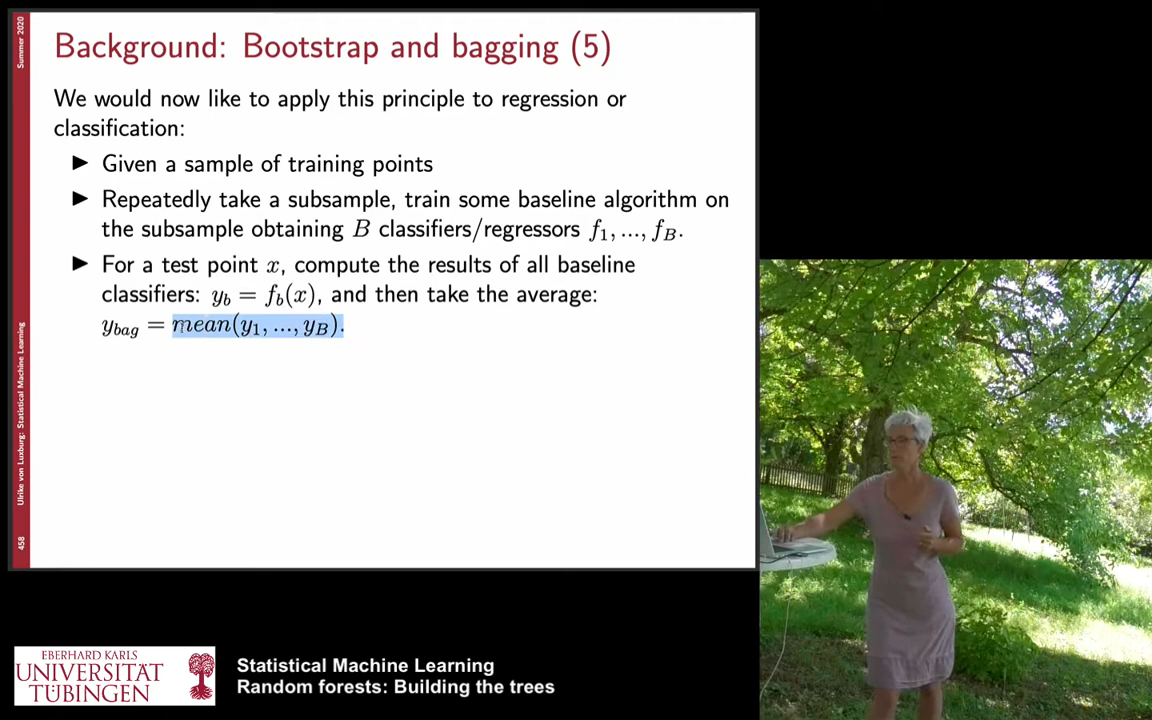 Summer 2020
Ulrike von Luxburg: Statistical Machine Learning
458
Background: Bootstrap and bagging (5)
We would now like to apply this principle to regression or
classification:
▶ Given a sample of training points
▶ Repeatedly take a subsample, train some baseline algorithm on
the subsample obtaining B classifiers/regressors f₁, ..., f_B.
▶ For a test point x, compute the results of all baseline
classifiers: y_b = f_b(x), and then take the average:
y_bag = mean(y₁, ..., y_B).
EBERHARD KARLS
UNIVERSITÄT
TÜBINGEN
Statistical Machine Learning
Random forests: Building the trees